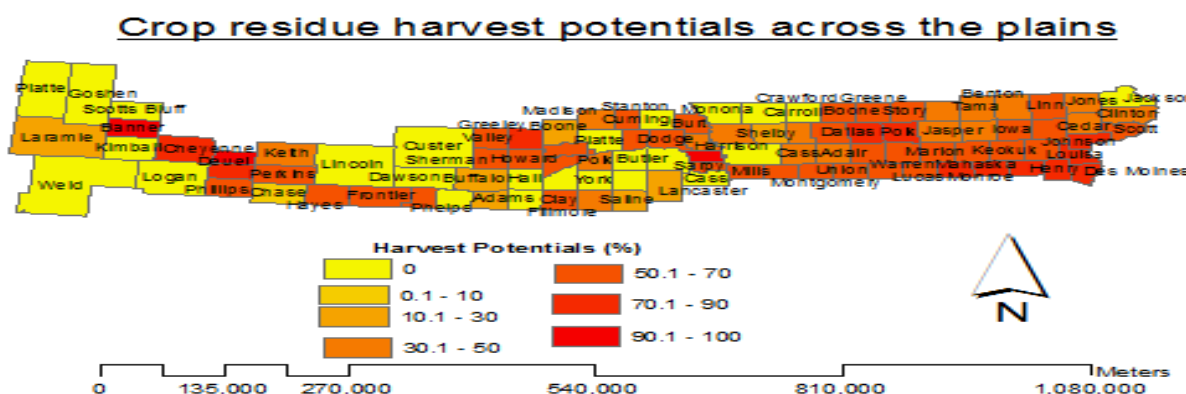 Crop residue harvest potentials across the plains
Platte
Goshen
Scotts Bluff
Laramie
Banner
Kimball
Cheyenne
Deuel
Weld
Logan
Phillips
Keith
Perkins
Chase
Hayes
Lincoln
Frontier
Custer
Sherman
Dawson
Buffalo
Phelps
Greeley
Valley
Howard
Hall
Adams
Madison
Boone
Platte
Polk
York
Clay
Fillmore
Stanton
Cuming
Dodge
Butler
Saline
Lancaster
Burt
Sarpy
Cass
Monona
Harrison
Mills
Crawford
Greene
Carroll
Shelby
Cass
Adair
Montgomery
Union
Boone
Story
Dallas
Polk
Warren
Lucas
Marion
Mahaska
Monroe
Benton
Tama
Jasper
Iowa
Keokuk
Linn
Jones
Jackson
Clinton
Cedar
Scott
Johnson
Louisa
Henry
Des Moines
Harvest Potentials (%)
0
0.1 - 10
10.1 - 30
30.1 - 50
50.1 - 70
70.1 - 90
90.1 - 100
N
Meters
0
135.000
270.000
540.000
810.000
1.080.000